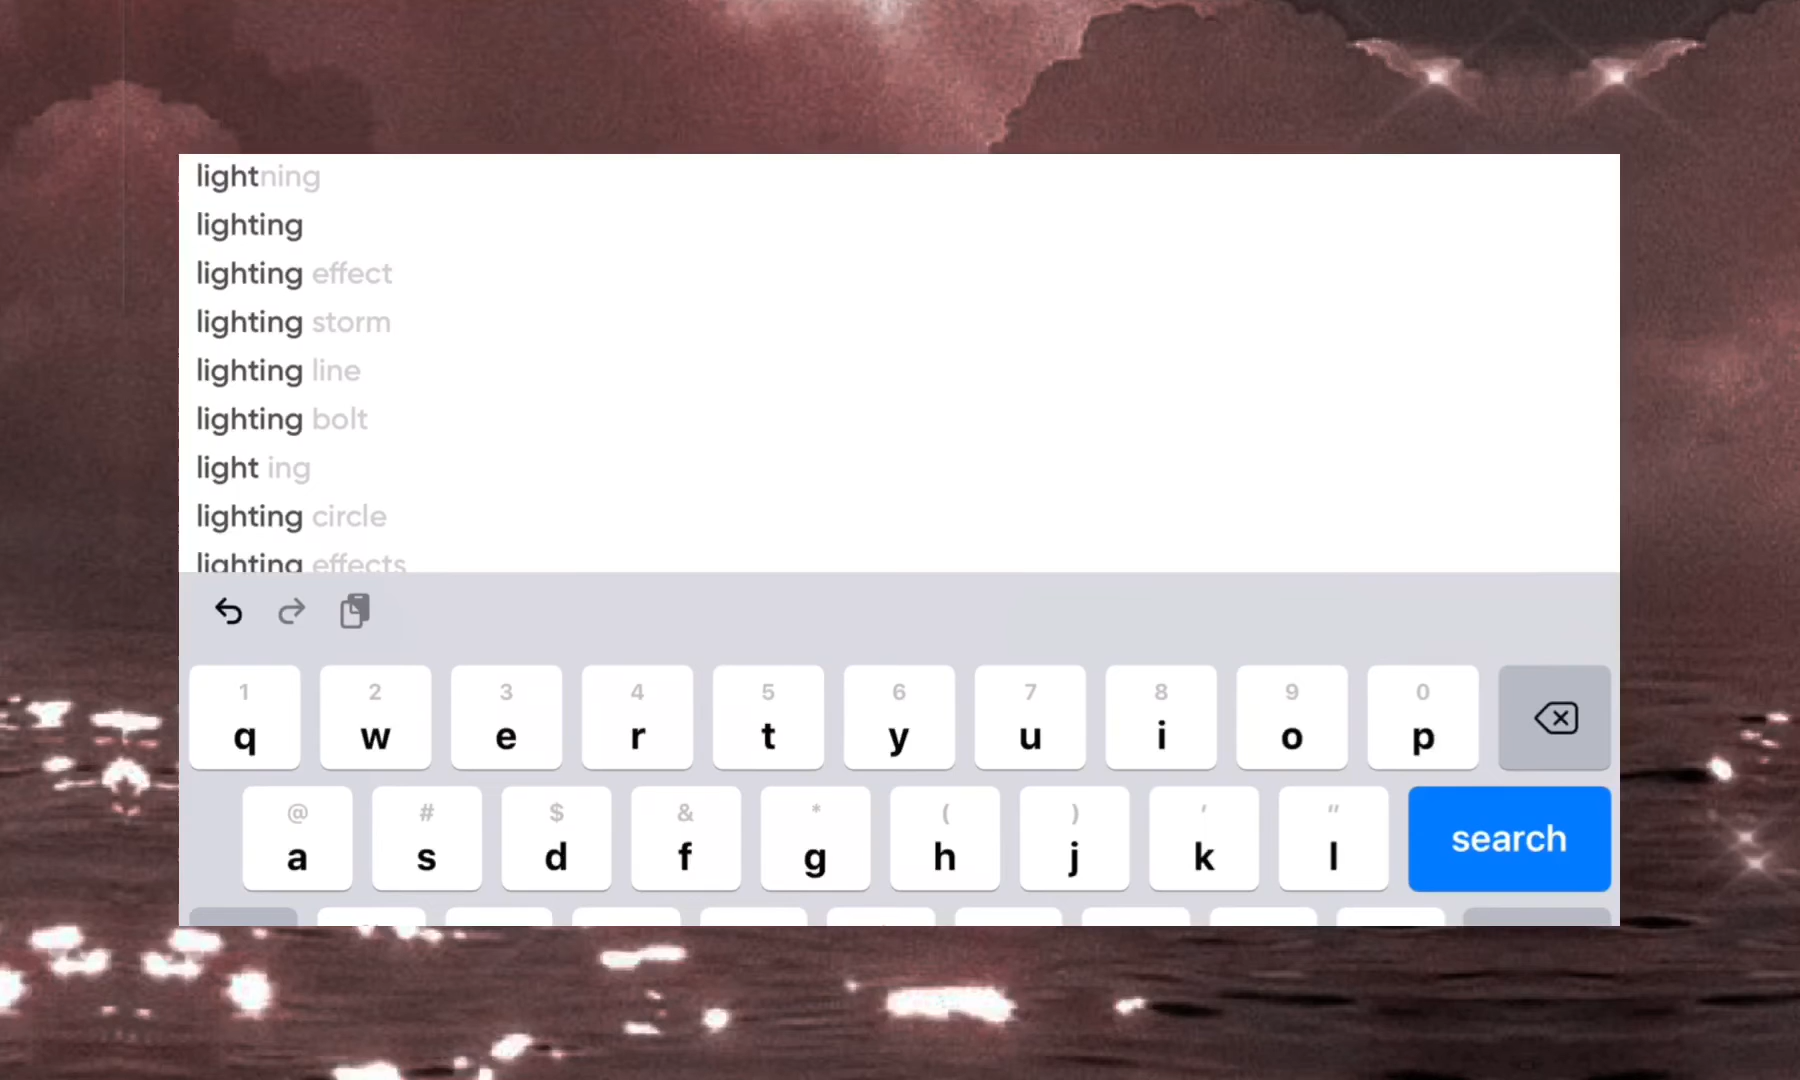 lightning
lighting
lighting effect
lighting storm
lighting line
lighting bolt
light ing
lighting circle
lighting effects
1 2 3 4 5 6 7 8 9 0
q w e r t y u i o p
@ # $ & * ( ) ' "
a s d f g h j k l search